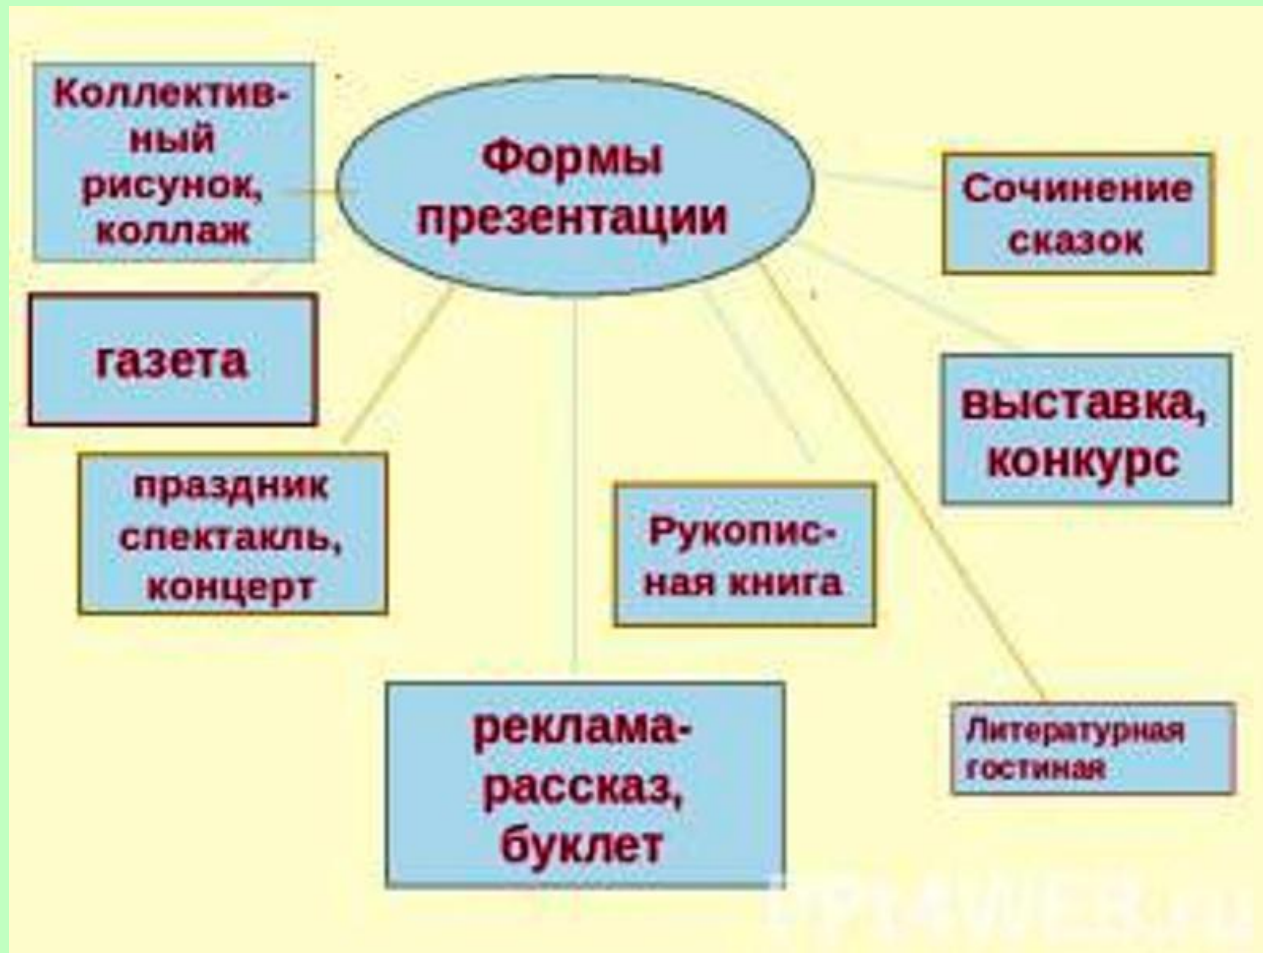 Формы
презентации
Коллектив-
ный
рисунок,
коллаж
газета
праздник
спектакль,
концерт
реклама-
рассказ,
буклет
Рукопис-
ная книга
Сочинение
сказок
выставка,
конкурс
Литературная
гостиная